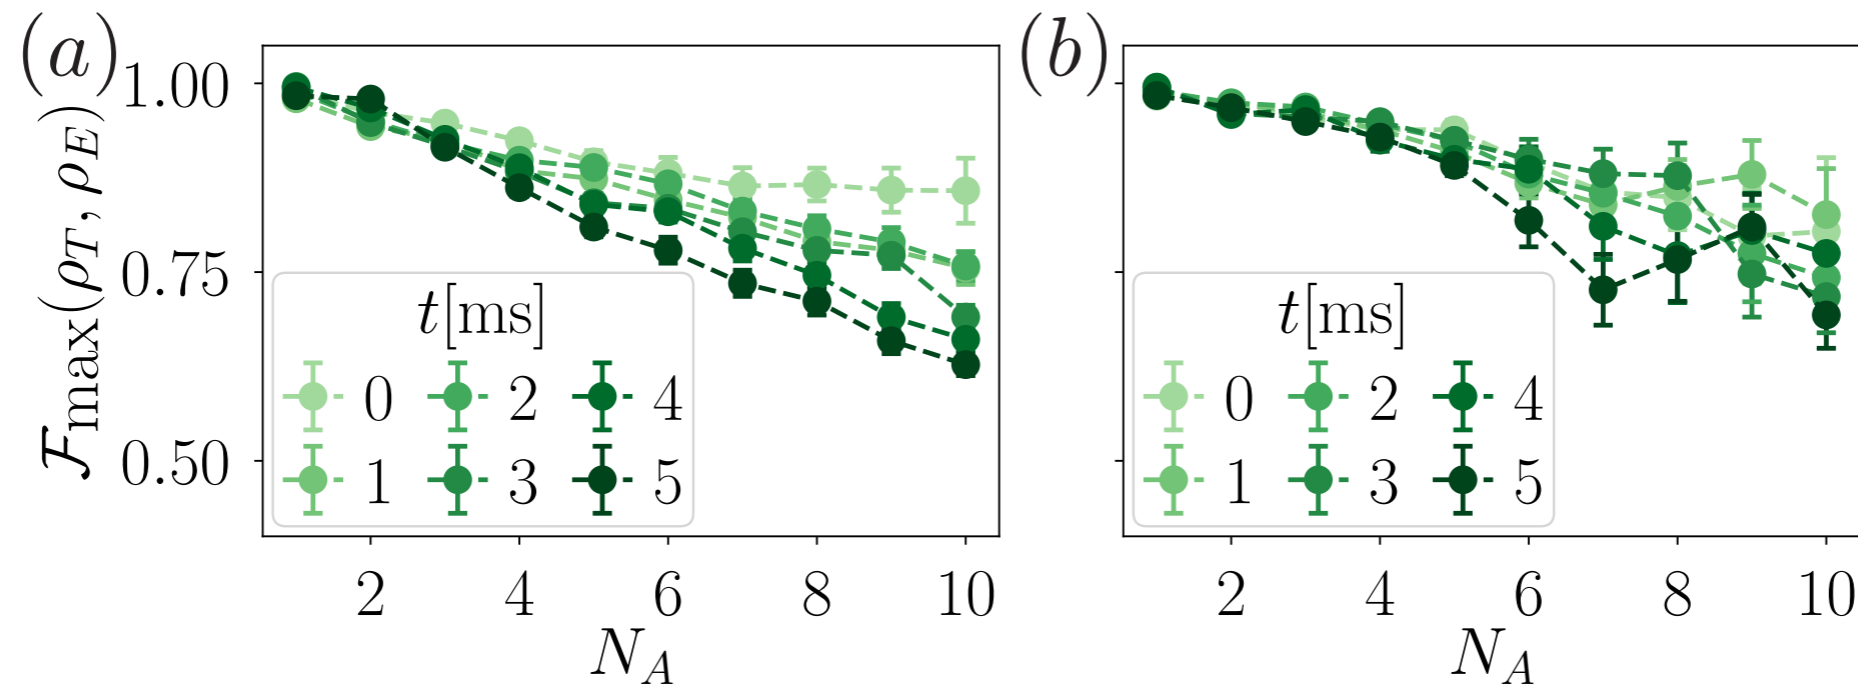 (a)
(b)
ℱmax(ρT, ρE)
1.00
0.75
0.50
t[ms]
0 2 4
1 3 5
2 4 6 8 10
NA
t[ms]
0 2 4
1 3 5
2 4 6 8 10
NA